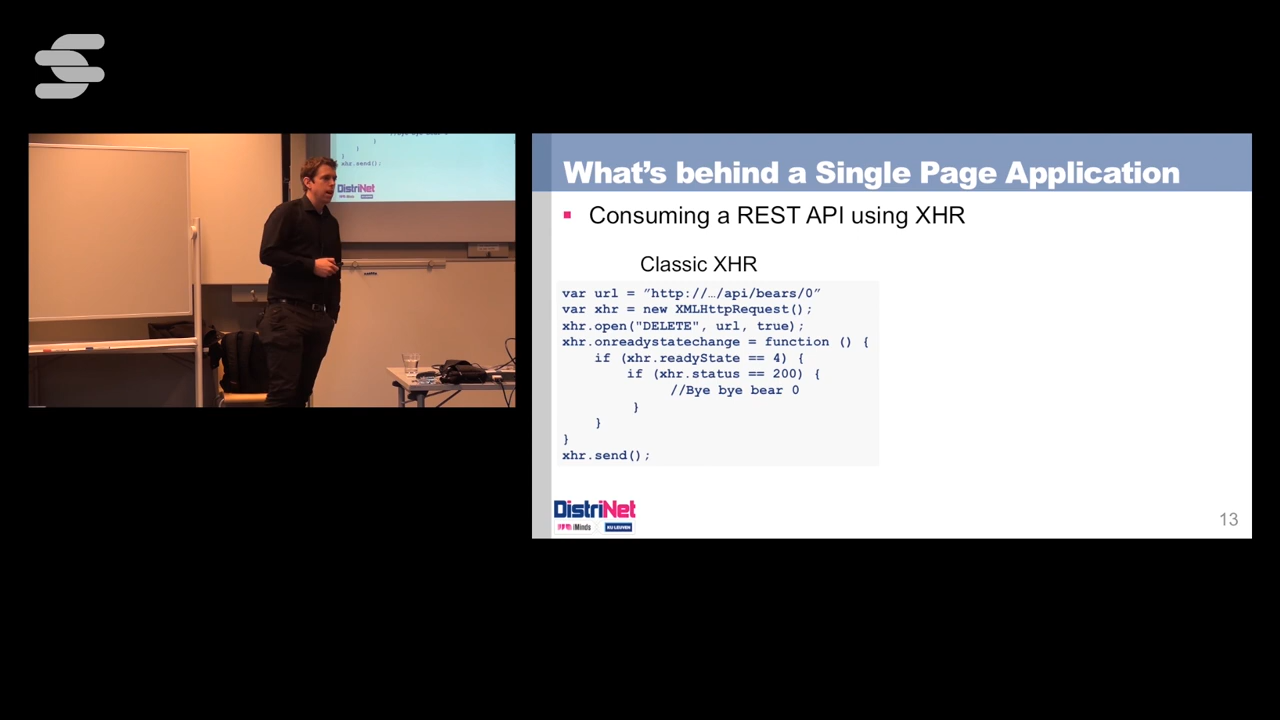 xhr.send();
DistriNet
What's behind a Single Page Application
▪ Consuming a REST API using XHR
Classic XHR
var url = ”http://…/api/bears/0”
var xhr = new XMLHttpRequest();
xhr.open("DELETE", url, true);
xhr.onreadystatechange = function () {
if (xhr.readyState == 4) {
if (xhr.status == 200) {
//Bye bye bear 0
}
}
}
xhr.send();
DistriNet
iMinds KU LEUVEN
13